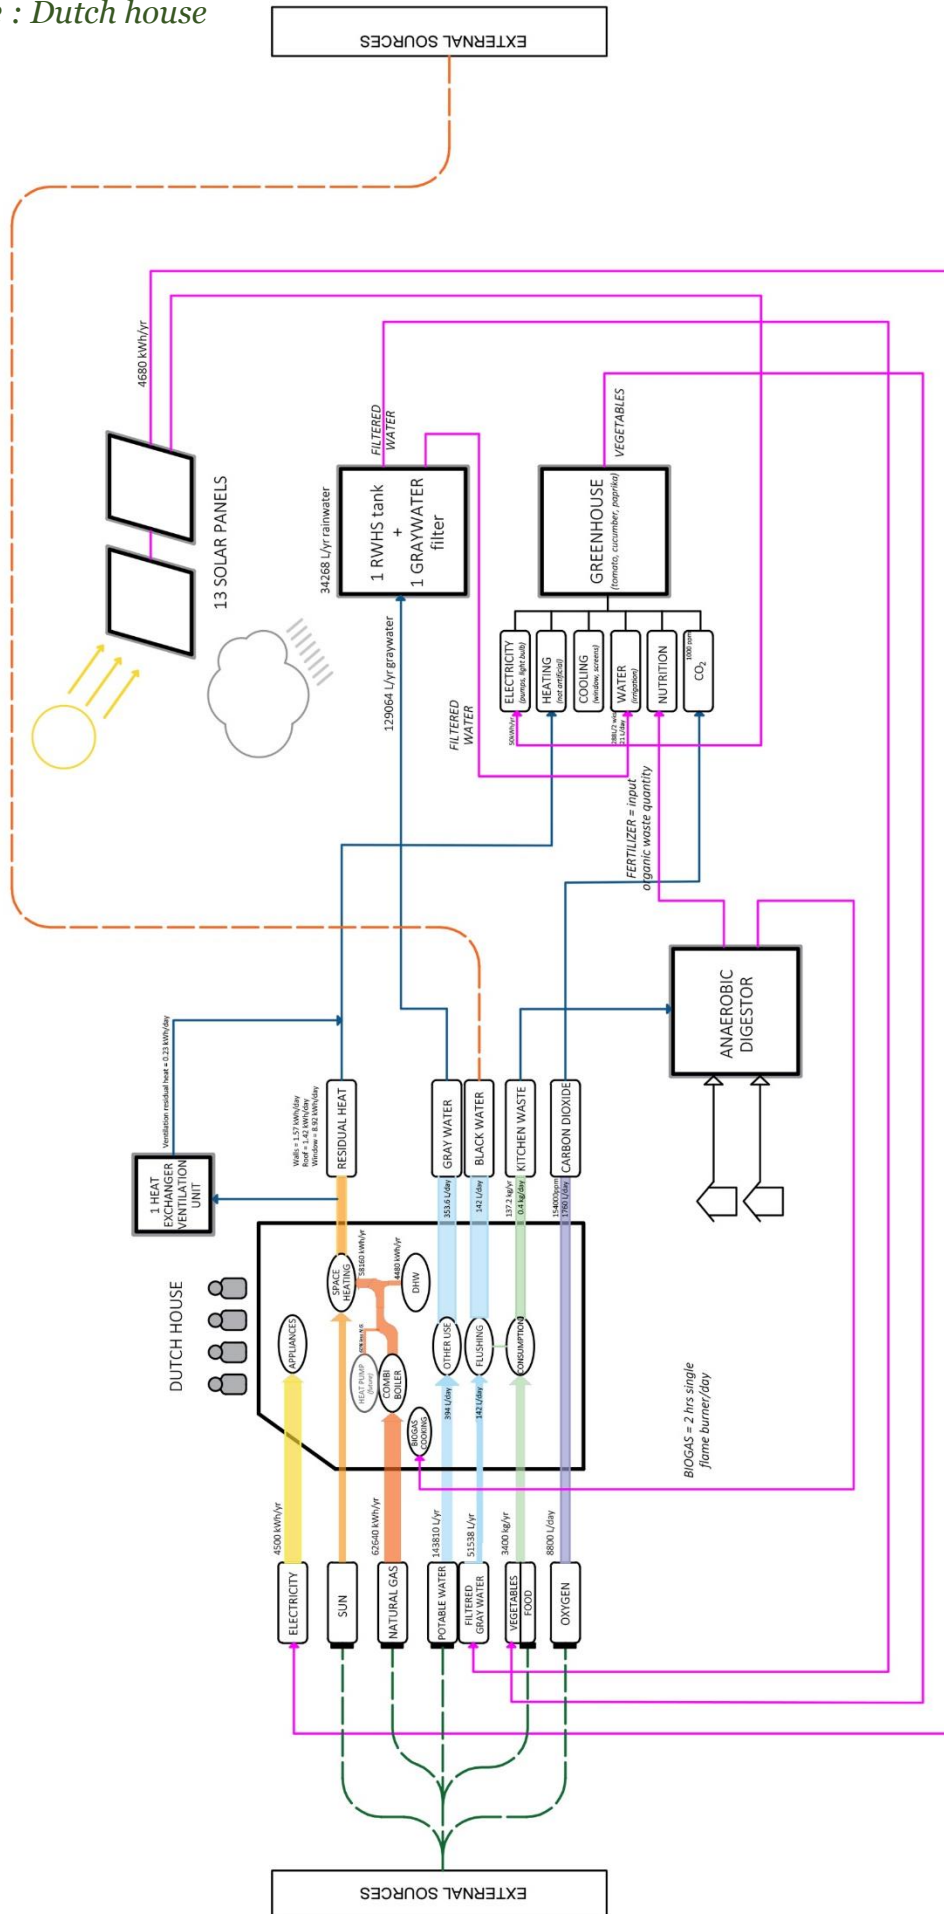 : Dutch house
EXTERNAL SOURCES
4680 kWh/yr
13 SOLAR PANELS
34268 L/yr rainwater
1 RWHS tank
+
1 GRAYWATER
filter
FILTERED
WATER
129064 L/yr graywater
FILTERED
WATER
VEGETABLES
GREENHOUSE
(tomato, cucumber, paprika)
ELECTRICITY
(pumps, light bulb)
HEATING
(not artificial)
COOLING
(window, screens)
WATER
(irrigation)
NUTRITION
CO2
1000 ppm
50kWh/yr
21 L/day
FERTILIZER = input
organic waste quantity
ANAEROBIC
DIGESTOR
Ventilation residual heat = 0.23 kWh/day
1 HEAT
EXCHANGER
VENTILATION
UNIT
Walls = 1.57 kWh/day
Roof = 1.42 kWh/day
Window = 8.92 kWh/day
RESIDUAL HEAT
GRAY WATER
BLACK WATER
KITCHEN WASTE
CARBON DIOXIDE
353.6 L/day
142 L/day
137.2 kg/yr
0.4 kg/day
154000ppm
1760 L/day
DUTCH HOUSE
APPLIANCES
SPACE
HEATING
58160 kWh/yr
4480 kWh/yr
DHW
HEAT PUMP
(future)
COMBI
BOILER
BIOGAS
COOKING
OTHER USE
FLUSHING
CONSUMPTION
394 L/day
142 L/day
BIOGAS = 2 hrs single
flame burner/day
4500 kWh/yr
62640 kWh/yr
143810 L/yr
51538 L/yr
3400 kg/yr
8800 L/day
ELECTRICITY
SUN
NATURAL GAS
POTABLE WATER
FILTERED
GRAY WATER
VEGETABLES
FOOD
OXYGEN
EXTERNAL SOURCES